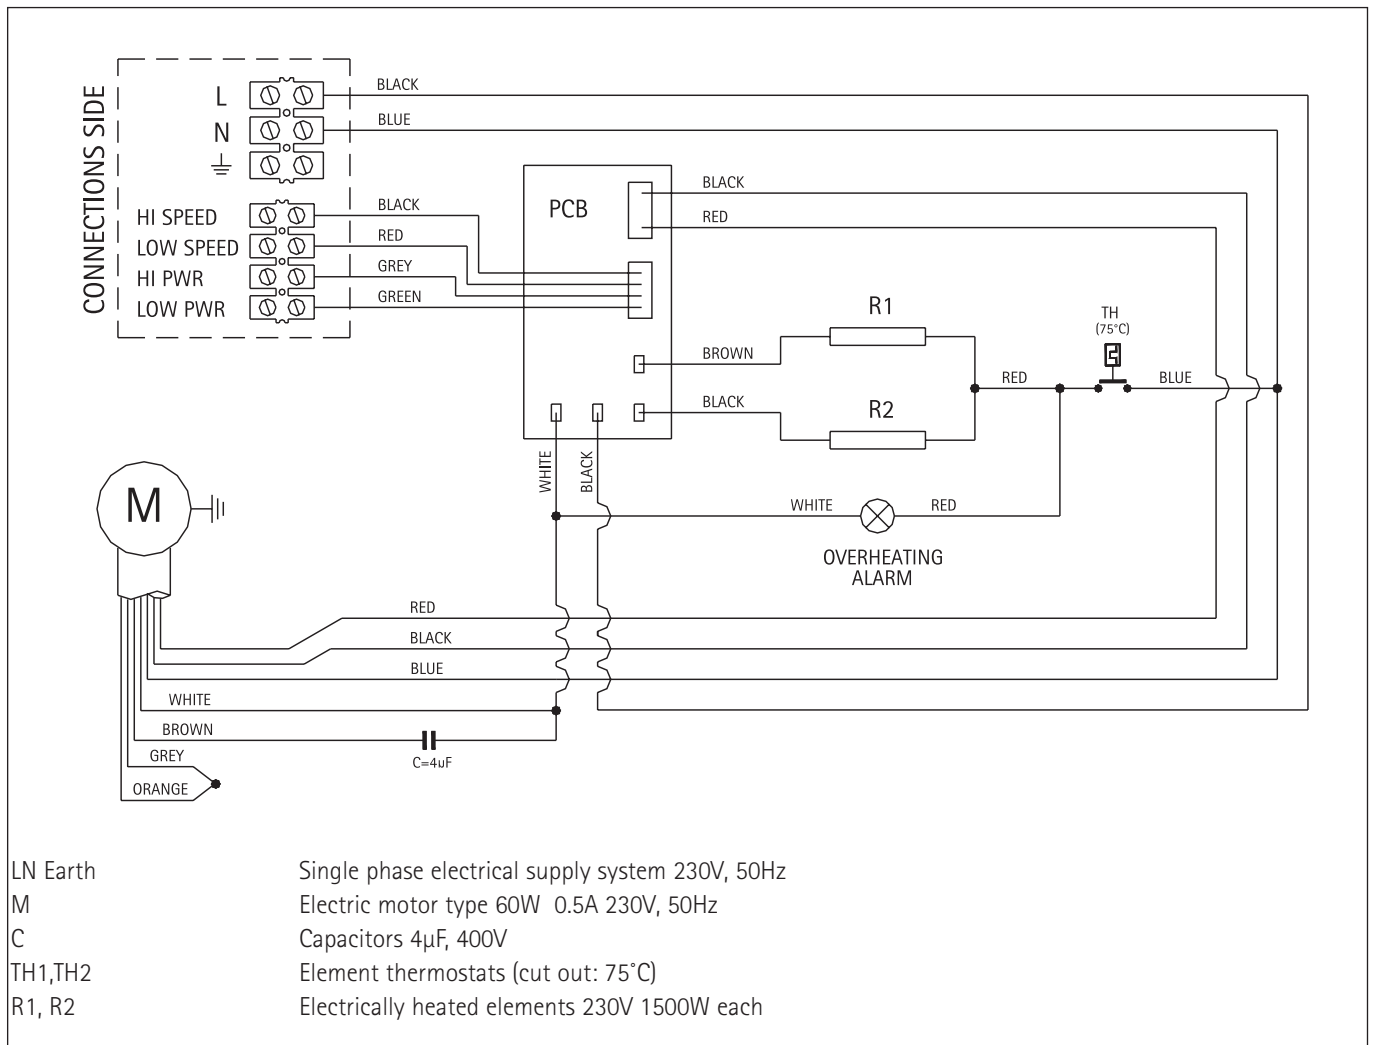 CONNECTIONS SIDE
L
BLACK
N
BLUE
HI SPEED
BLACK
LOW SPEED
RED
HI PWR
GREY
LOW PWR
GREEN
PCB
BLACK
RED
R1
BROWN
BLACK
R2
RED
TH
(75°C)
BLUE
WHITE
BLACK
WHITE
RED
OVERHEATING
ALARM
M
RED
BLACK
BLUE
WHITE
BROWN
C=4µF
GREY
ORANGE
LN Earth Single phase electrical supply system 230V, 50Hz
M Electric motor type 60W 0.5A 230V, 50Hz
C Capacitors 4µF, 400V
TH1,TH2 Element thermostats (cut out: 75°C)
R1, R2 Electrically heated elements 230V 1500W each